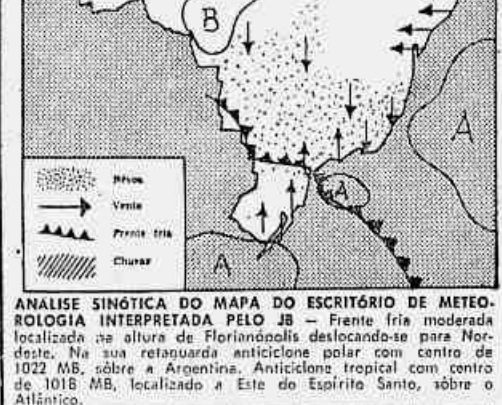 B
A
A
A
Névoa
Vento
Frente fria
Chuvas
ANALISE SINÓTICA DO MAPA DO ESCRITÓRIO DE METEO-
ROLOGIA INTERPRETADA PELO JB — Frente fria moderada
localizada na altura de Florianópolis deslocando-se para Nor-
deste. Na sua retaguarda anticiclone polar com centro de
1022 MB, sôbre a Argentina. Anticiclone tropical com centro
de 1018 MB, localizado a Este do Espírito Santo, sôbre o
Atlântico.